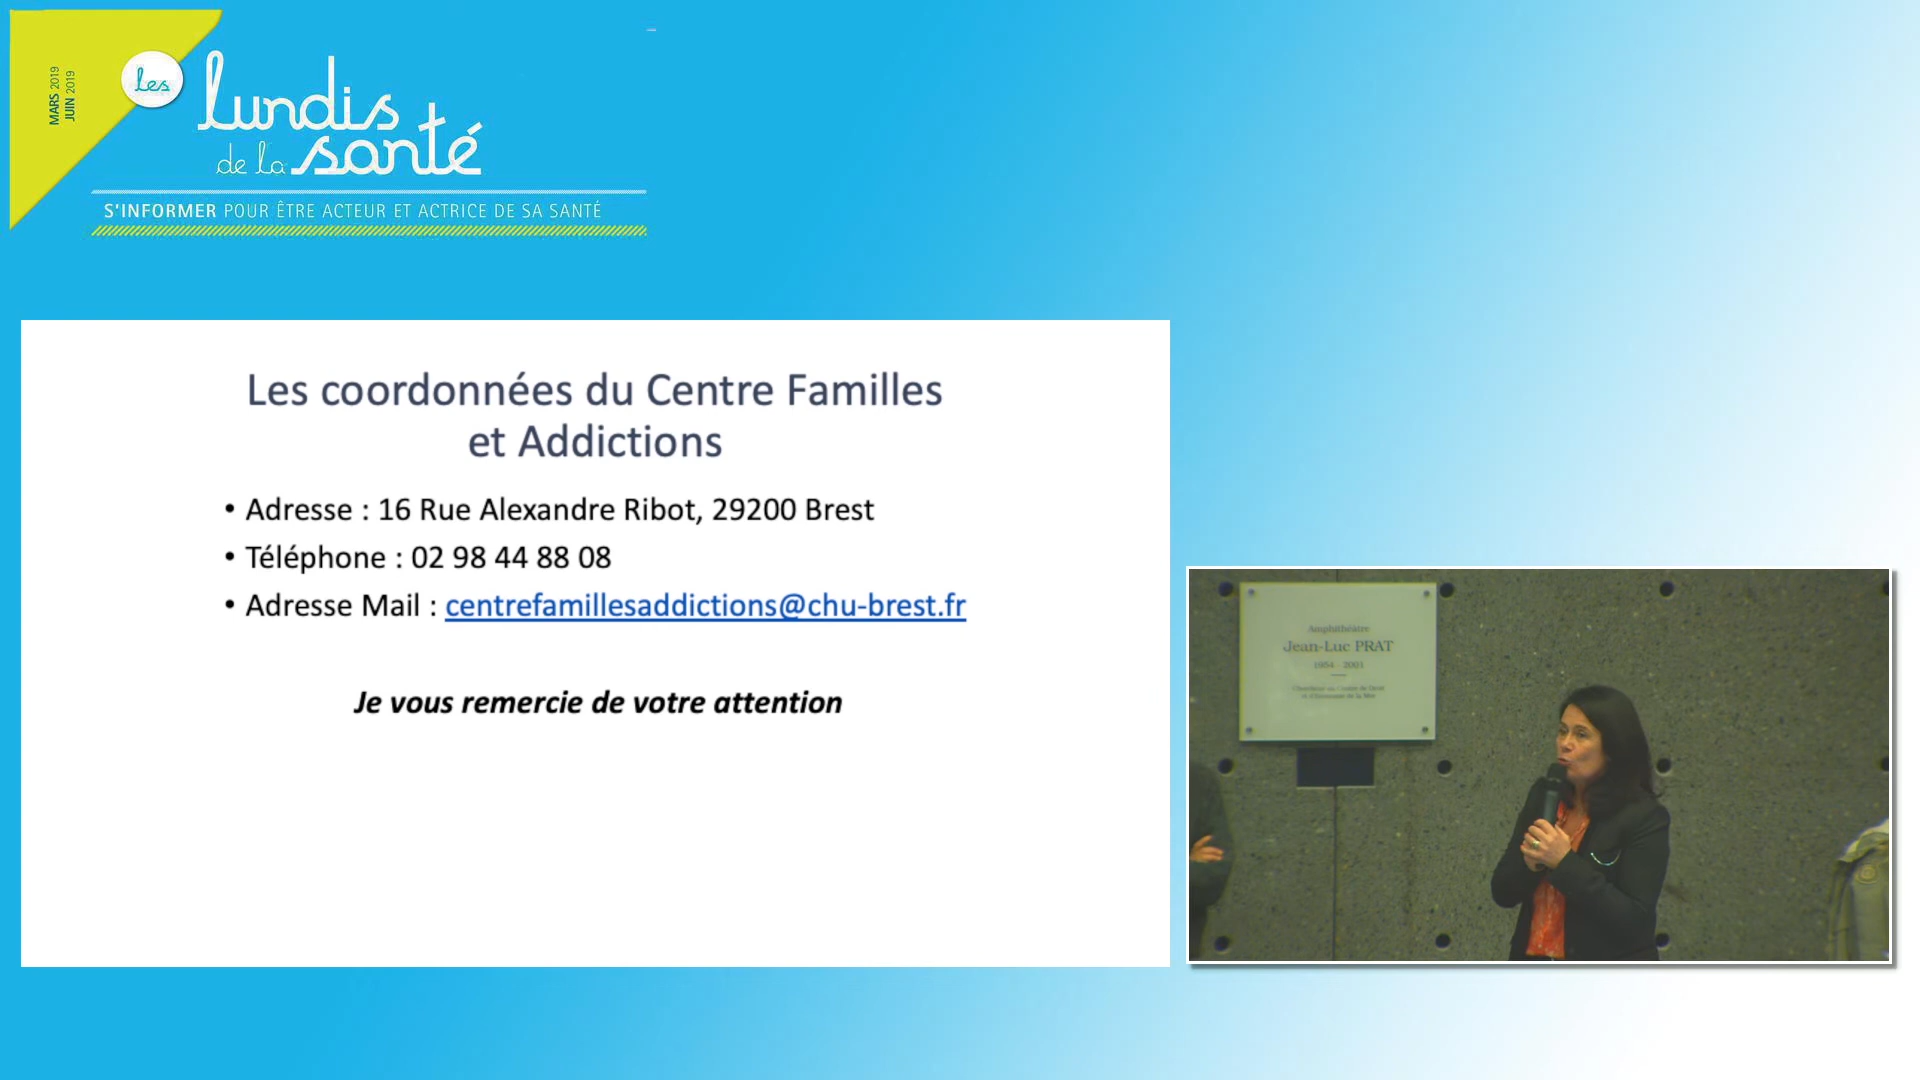 MARS 2019
JUIN 2019
les
lundis
de la santé
S'INFORMER POUR ÊTRE ACTEUR ET ACTRICE DE SA SANTÉ
Les coordonnées du Centre Familles
et Addictions
• Adresse : 16 Rue Alexandre Ribot, 29200 Brest
• Téléphone : 02 98 44 88 08
• Adresse Mail : centrefamillesaddictions@chu-brest.fr
Je vous remercie de votre attention
Amphithéâtre
Jean-Luc PRAT
1954 - 2001